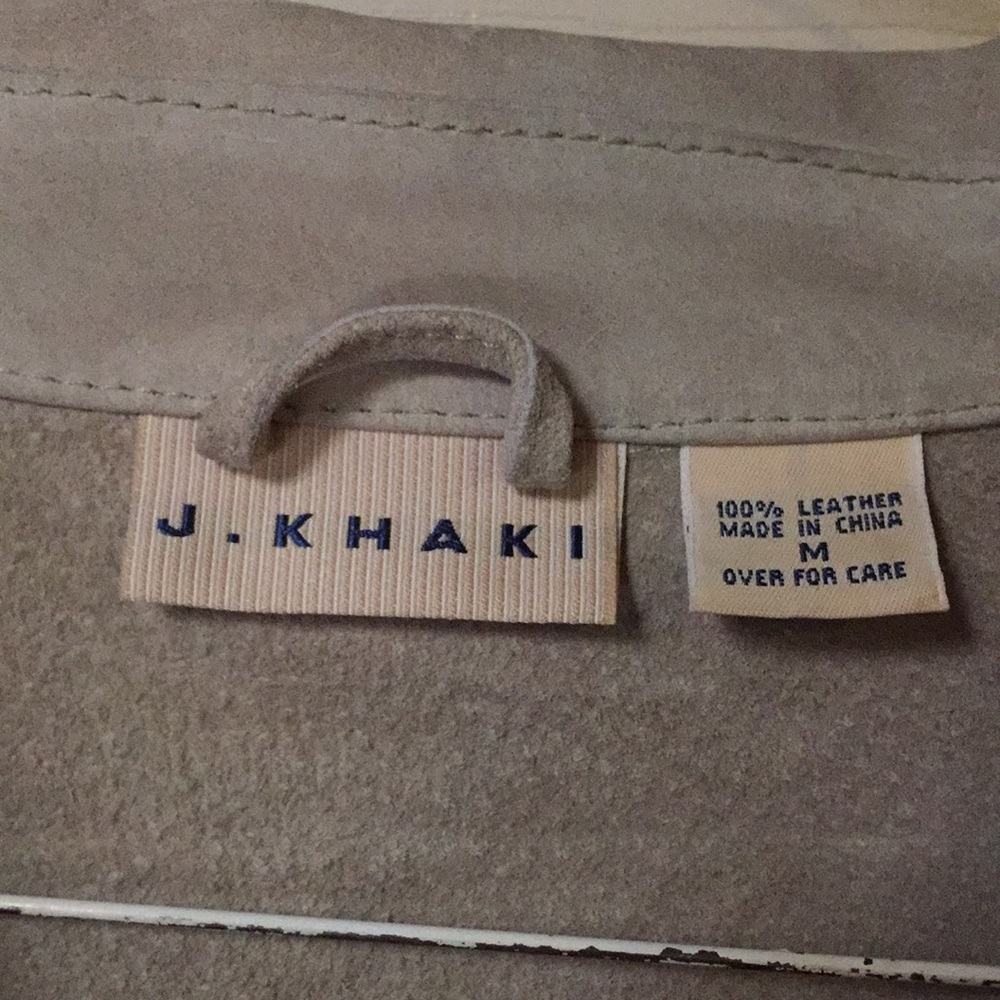 J.KHAKI
100% LEATHER
MADE IN CHINA
M
OVER FOR CARE